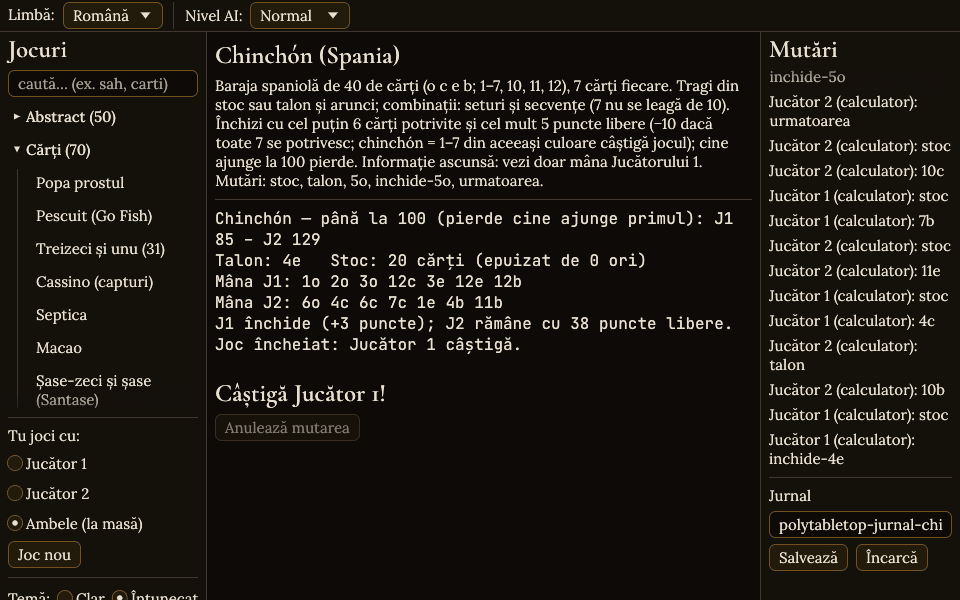 Limbă:
Română
Nivel AI:
Normal
Jocuri
caută... (ex. sah, carti)
Abstract (50)
Cărți (70)
Popa prostul
Pescuit (Go Fish)
Treizeci și unu (31)
Cassino (capturi)
Septica
Macao
Șase-zeci și șase
(Santase)
Tu joci cu:
Jucător 1
Jucător 2
Ambele (la masă)
Joc nou
Temă:
Clar
Întunecat
Chinchón (Spania)
Baraja spaniolă de 40 de cărți (o c e b; 1–7, 10, 11, 12), 7 cărți fiecare. Tragi din
stoc sau talon și arunci; combinații: seturi și secvențe (7 nu se leagă de 10).
Închizi cu cel puțin 6 cărți potrivite și cel mult 5 puncte libere (−10 dacă
toate 7 se potrivesc; chinchón = 1–7 din aceeași culoare câștigă jocul); cine
ajunge la 100 pierde. Informație ascunsă: vezi doar mâna Jucătorului 1.
Mutări: stoc, talon, 5o, inchide-5o, urmatoarea.
Chinchón — până la 100 (pierde cine ajunge primul): J1
85 – J2 129
Talon: 4e   Stoc: 20 cărți (epuizat de 0 ori)
Mâna J1: 1o 2o 3o 12c 3e 12e 12b
Mâna J2: 6o 4c 6c 7c 1e 4b 11b
J1 închide (+3 puncte); J2 rămâne cu 38 puncte libere.
Joc încheiat: Jucător 1 câștigă.
Câștigă Jucător 1!
Anulează mutarea
Mutări
inchide-5o
Jucător 2 (calculator):
urmatoarea
Jucător 2 (calculator): stoc
Jucător 2 (calculator): 10c
Jucător 1 (calculator): stoc
Jucător 1 (calculator): 7b
Jucător 2 (calculator): stoc
Jucător 2 (calculator): 11e
Jucător 1 (calculator): stoc
Jucător 1 (calculator): 4c
Jucător 2 (calculator):
talon
Jucător 2 (calculator): 10b
Jucător 1 (calculator): stoc
Jucător 1 (calculator):
inchide-4e
Jurnal
polytabletop-jurnal-chi
Salvează
Încarcă